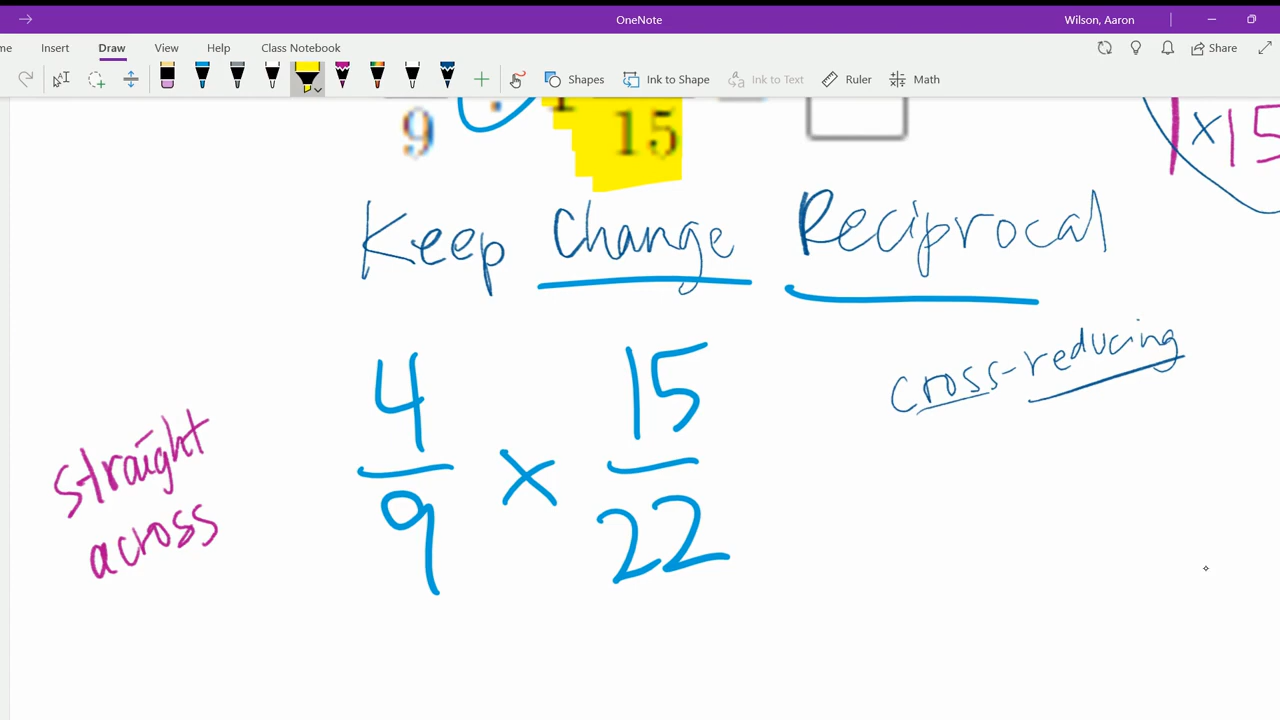 OneNote
Wilson, Aaron
Insert Draw View Help Class Notebook
Share
Shapes Ink to Shape Ink to Text Ruler Math
9 15
x 15
Keep Change Reciprocal
cross-reducing
4 15
x
9 22
straight
across